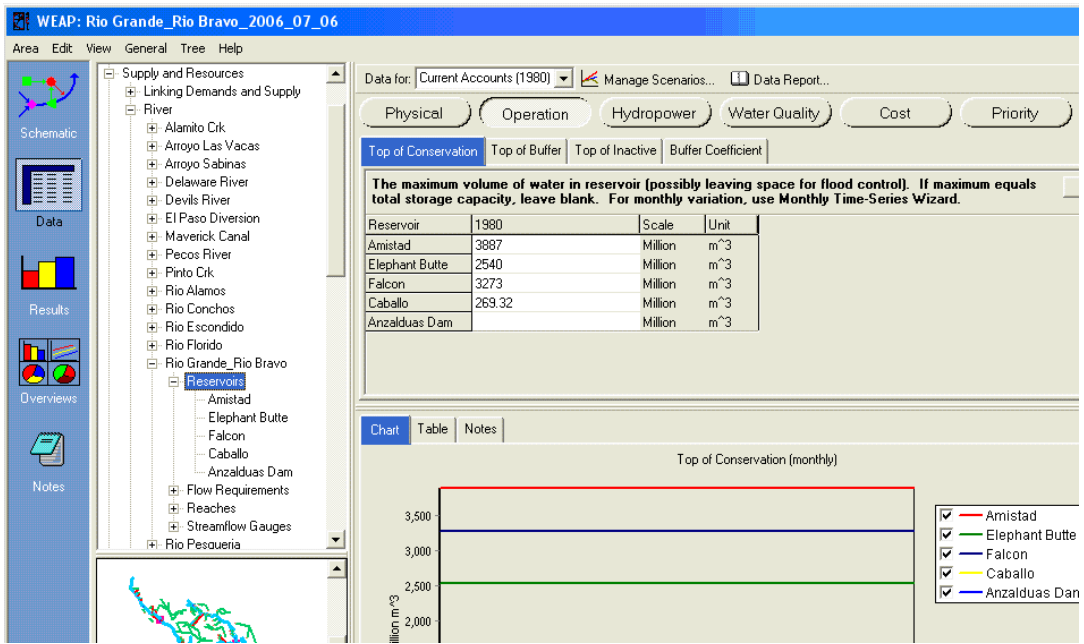 WEAP: Rio Grande_Rio Bravo_2006_07_06
Area Edit View General Tree Help
Schematic
Data
Results
Overviews
Notes
Supply and Resources
Linking Demands and Supply
River
Alamito Crk
Arroyo Las Vacas
Arroyo Sabinas
Delaware River
Devils River
El Paso Diversion
Maverick Canal
Pecos River
Pinto Crk
Rio Alamos
Rio Conchos
Rio Escondido
Rio Florido
Rio Grande_Rio Bravo
Reservoirs
Amistad
Elephant Butte
Falcon
Caballo
Anzalduas Dam
Flow Requirements
Reaches
Streamflow Gauges
Rio Pesqueria
Data for: Current Accounts (1980) Manage Scenarios... Data Report...
Physical Operation Hydropower Water Quality Cost Priority
Top of Conservation Top of Buffer Top of Inactive Buffer Coefficient
The maximum volume of water in reservoir (possibly leaving space for flood control). If maximum equals
total storage capacity, leave blank. For monthly variation, use Monthly Time-Series Wizard.
Reservoir 1980 Scale Unit
Amistad 3887 Million m^3
Elephant Butte 2540 Million m^3
Falcon 3273 Million m^3
Caballo 269.32 Million m^3
Anzalduas Dam Million m^3
Chart Table Notes
Top of Conservation (monthly)
3,500
3,000
2,500
2,000
m^3
Amistad
Elephant Butte
Falcon
Caballo
Anzalduas Dam